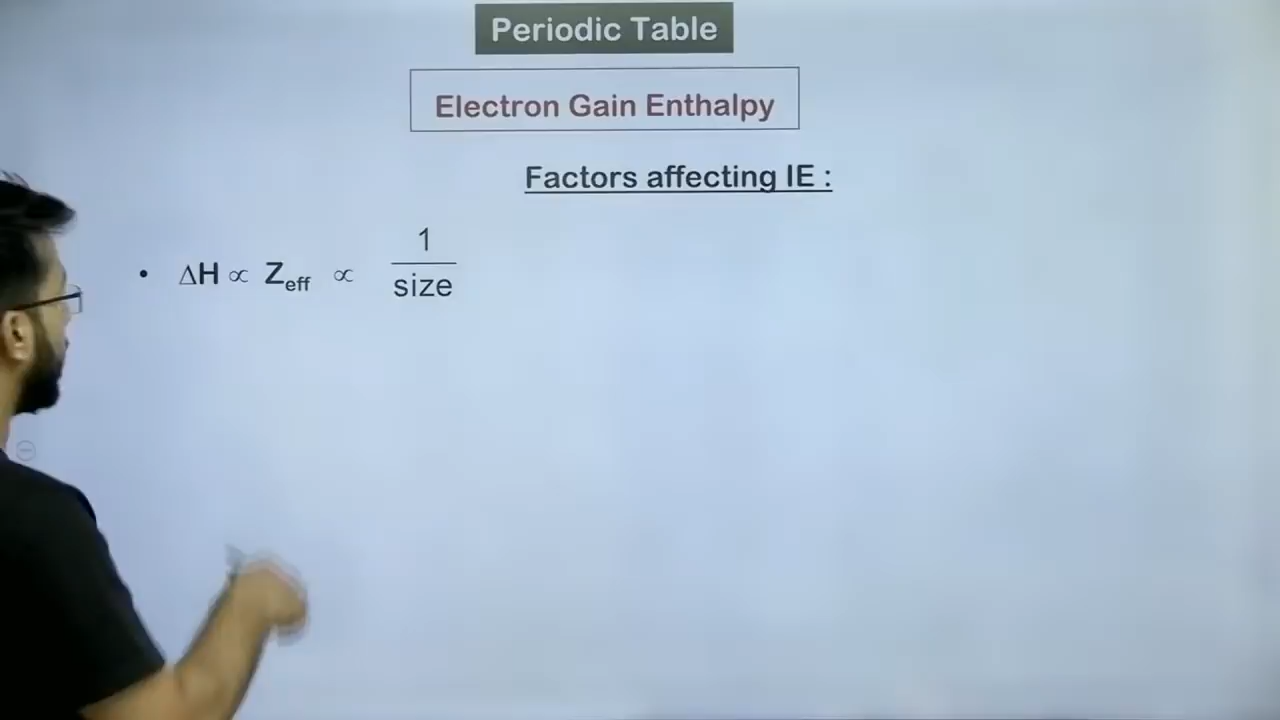 Periodic Table
Electron Gain Enthalpy
Factors affecting IE :
• ΔH ∝ Z_eff ∝ 1/size